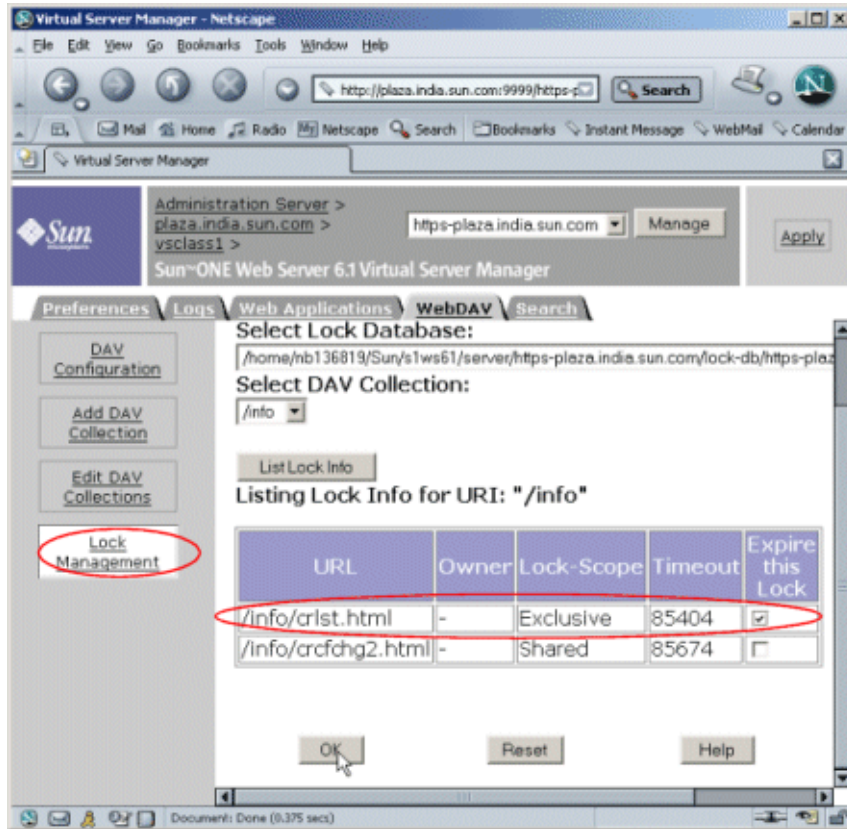 Virtual Server Manager - Netscape
File Edit View Go Bookmarks Tools Window Help
http://plaza.india.sun.com:9999/https-p
Search
N
Mail Home Radio My Netscape Search Bookmarks Instant Message WebMail Calendar
Virtual Server Manager
Sun
Administration Server >
plaza.india.sun.com >
vsclass1 >
https-plaza.india.sun.com
Manage
Apply
Sun~ONE Web Server 6.1 Virtual Server Manager
Preferences Logs Web Applications WebDAV Search
DAV
Configuration
Add DAV
Collection
Edit DAV
Collections
Lock
Management
Select Lock Database:
/home/nb136819/Sun/s1ws61/server/https-plaza.india.sun.com/lock-db/https-plaz
Select DAV Collection:
/info
List Lock Info
Listing Lock Info for URI: "/info"
URL Owner Lock-Scope Timeout Expire this Lock
/info/crlst.html - Exclusive 85404
/info/crcfchg2.html - Shared 85674
OK Reset Help
Document: Done (0.375 secs)